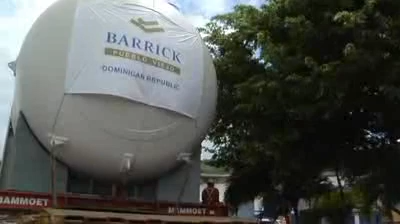 BARRICK
PUEBLO VIEJO
DOMINICAN REPUBLIC
MAMMOET
MAMMOET